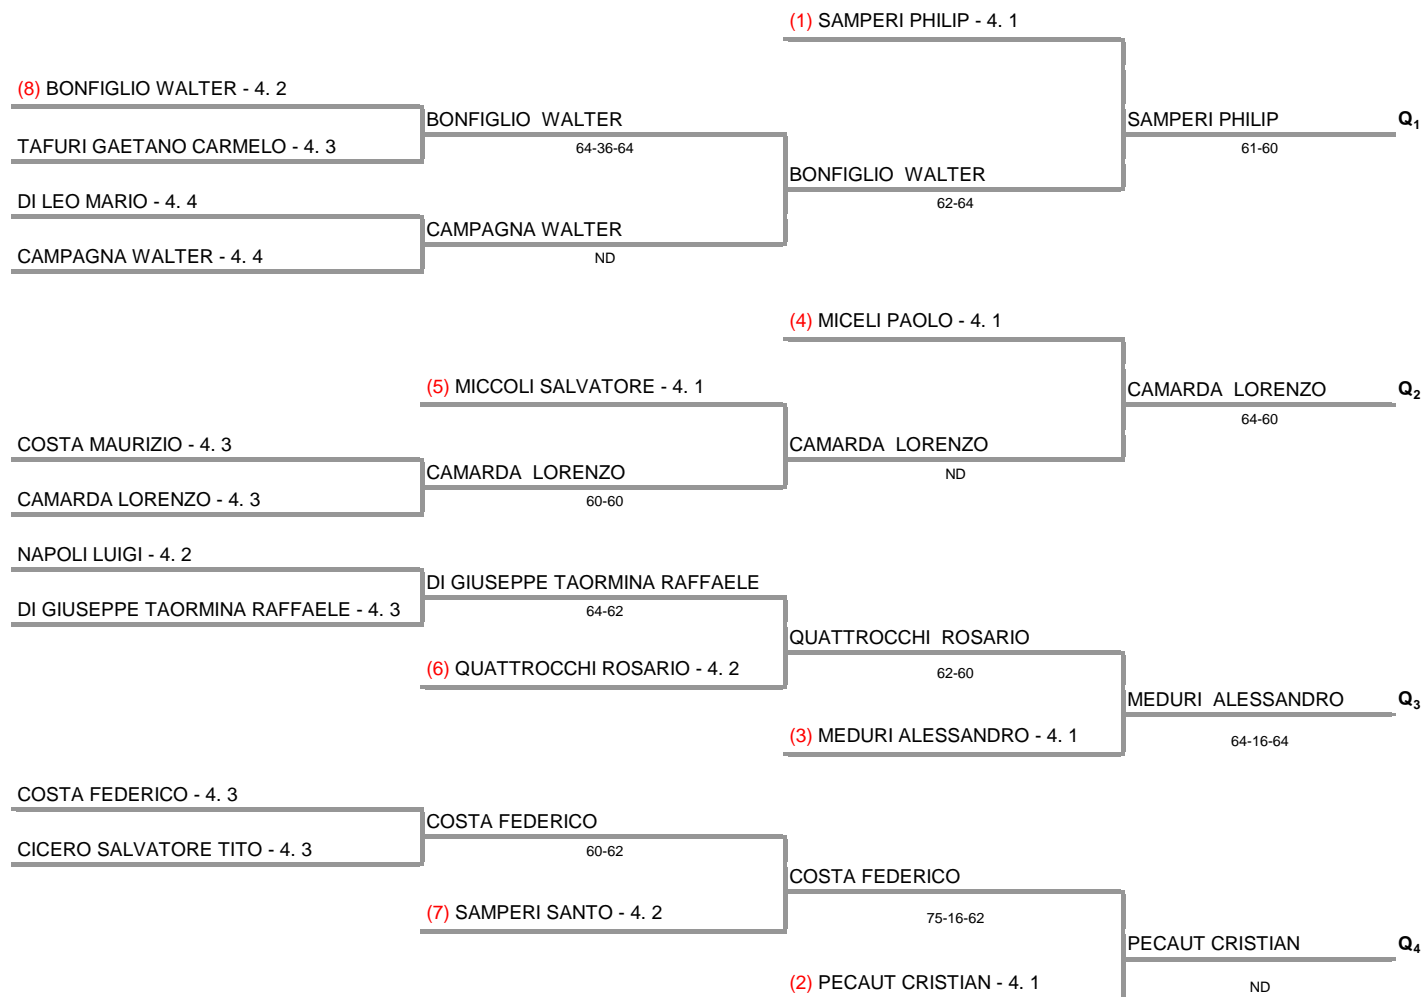 (1) SAMPERI PHILIP - 4. 1
(8) BONFIGLIO WALTER - 4. 2
BONFIGLIO  WALTER
SAMPERI PHILIP
Q1
TAFURI GAETANO CARMELO - 4. 3
64-36-64
61-60
BONFIGLIO  WALTER
DI LEO MARIO - 4. 4
62-64
CAMPAGNA WALTER
CAMPAGNA WALTER - 4. 4
ND
(4) MICELI PAOLO - 4. 1
(5) MICCOLI SALVATORE - 4. 1
CAMARDA  LORENZO
Q2
64-60
COSTA MAURIZIO - 4. 3
CAMARDA  LORENZO
CAMARDA  LORENZO
ND
CAMARDA LORENZO - 4. 3
60-60
NAPOLI LUIGI - 4. 2
DI GIUSEPPE TAORMINA RAFFAELE
DI GIUSEPPE TAORMINA RAFFAELE - 4. 3
64-62
QUATTROCCHI  ROSARIO
(6) QUATTROCCHI ROSARIO - 4. 2
62-60
MEDURI  ALESSANDRO
Q3
(3) MEDURI ALESSANDRO - 4. 1
64-16-64
COSTA FEDERICO - 4. 3
COSTA FEDERICO
CICERO SALVATORE TITO - 4. 3
60-62
COSTA FEDERICO
(7) SAMPERI SANTO - 4. 2
75-16-62
PECAUT CRISTIAN
Q4
(2) PECAUT CRISTIAN - 4. 1
ND